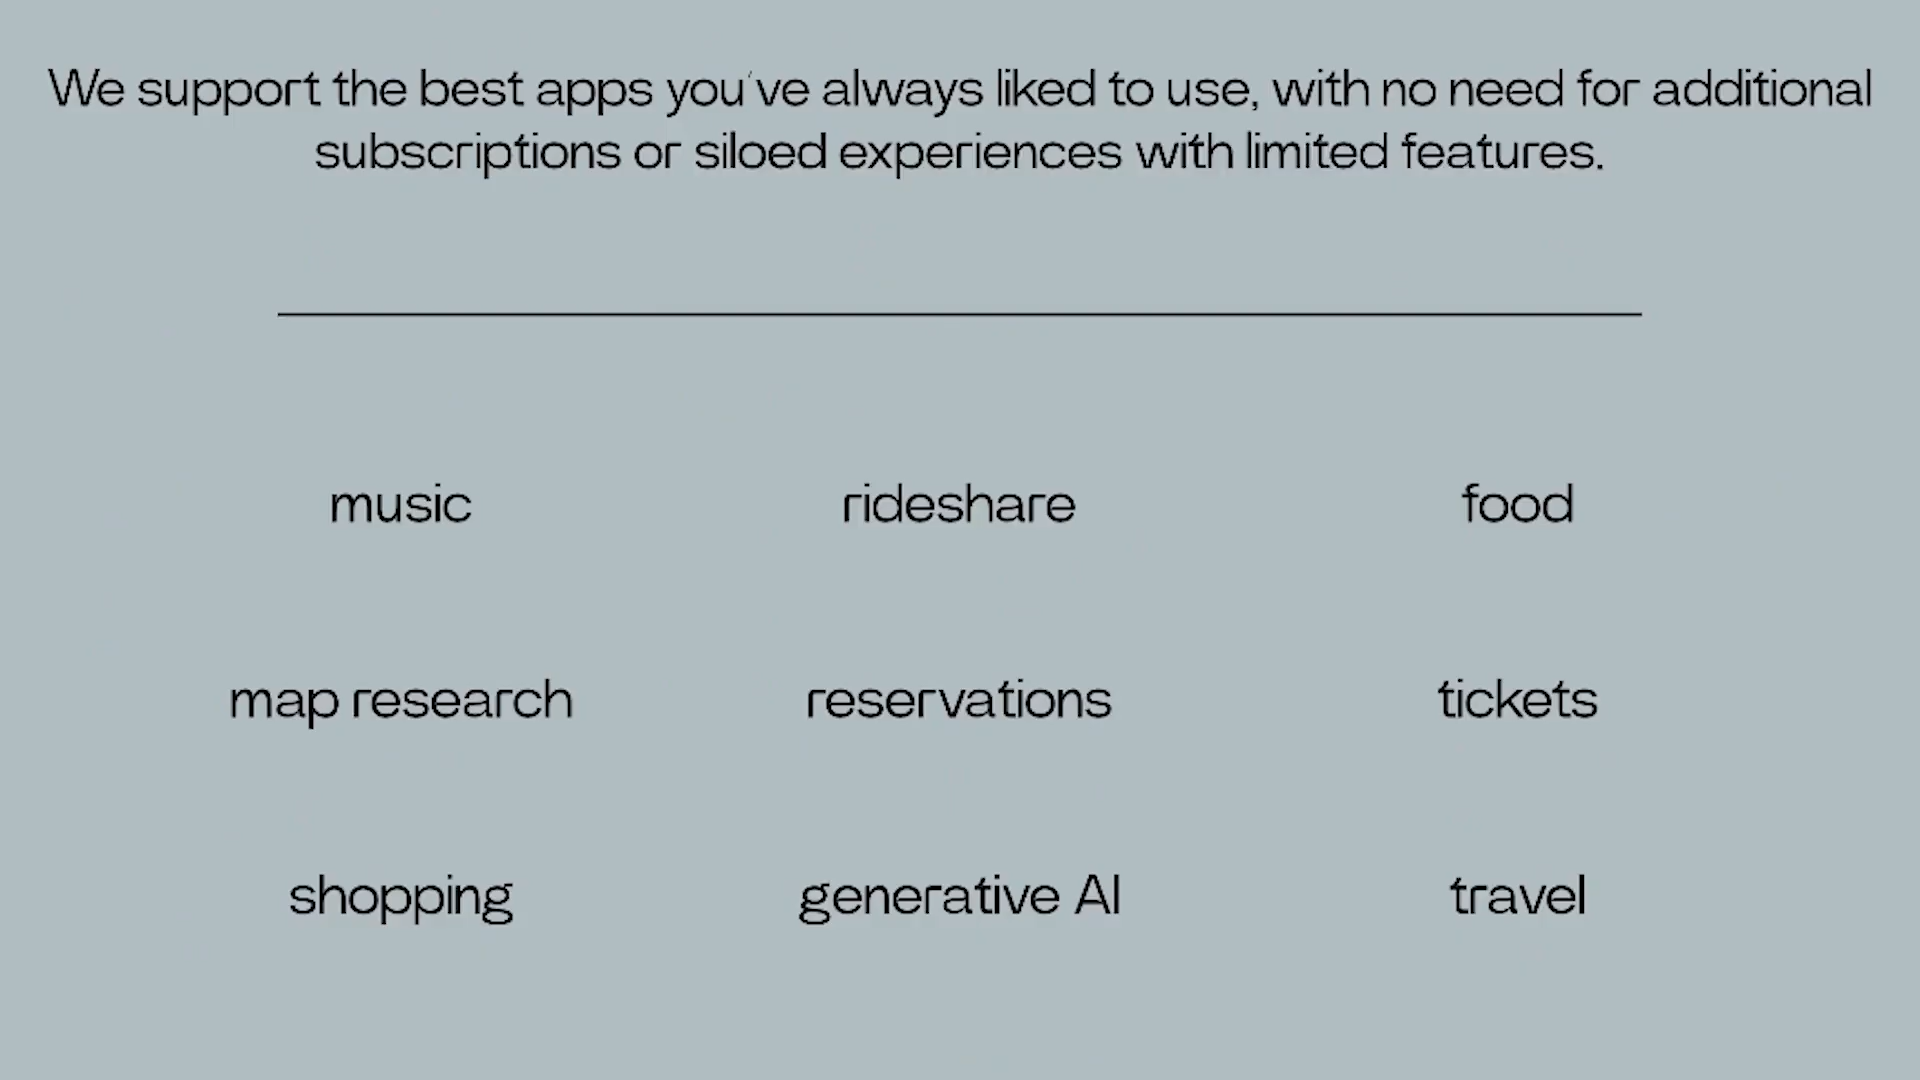 We support the best apps you've always liked to use, with no need for additional
subscriptions or siloed experiences with limited features.
music
rideshare
food
map research
reservations
tickets
shopping
generative AI
travel